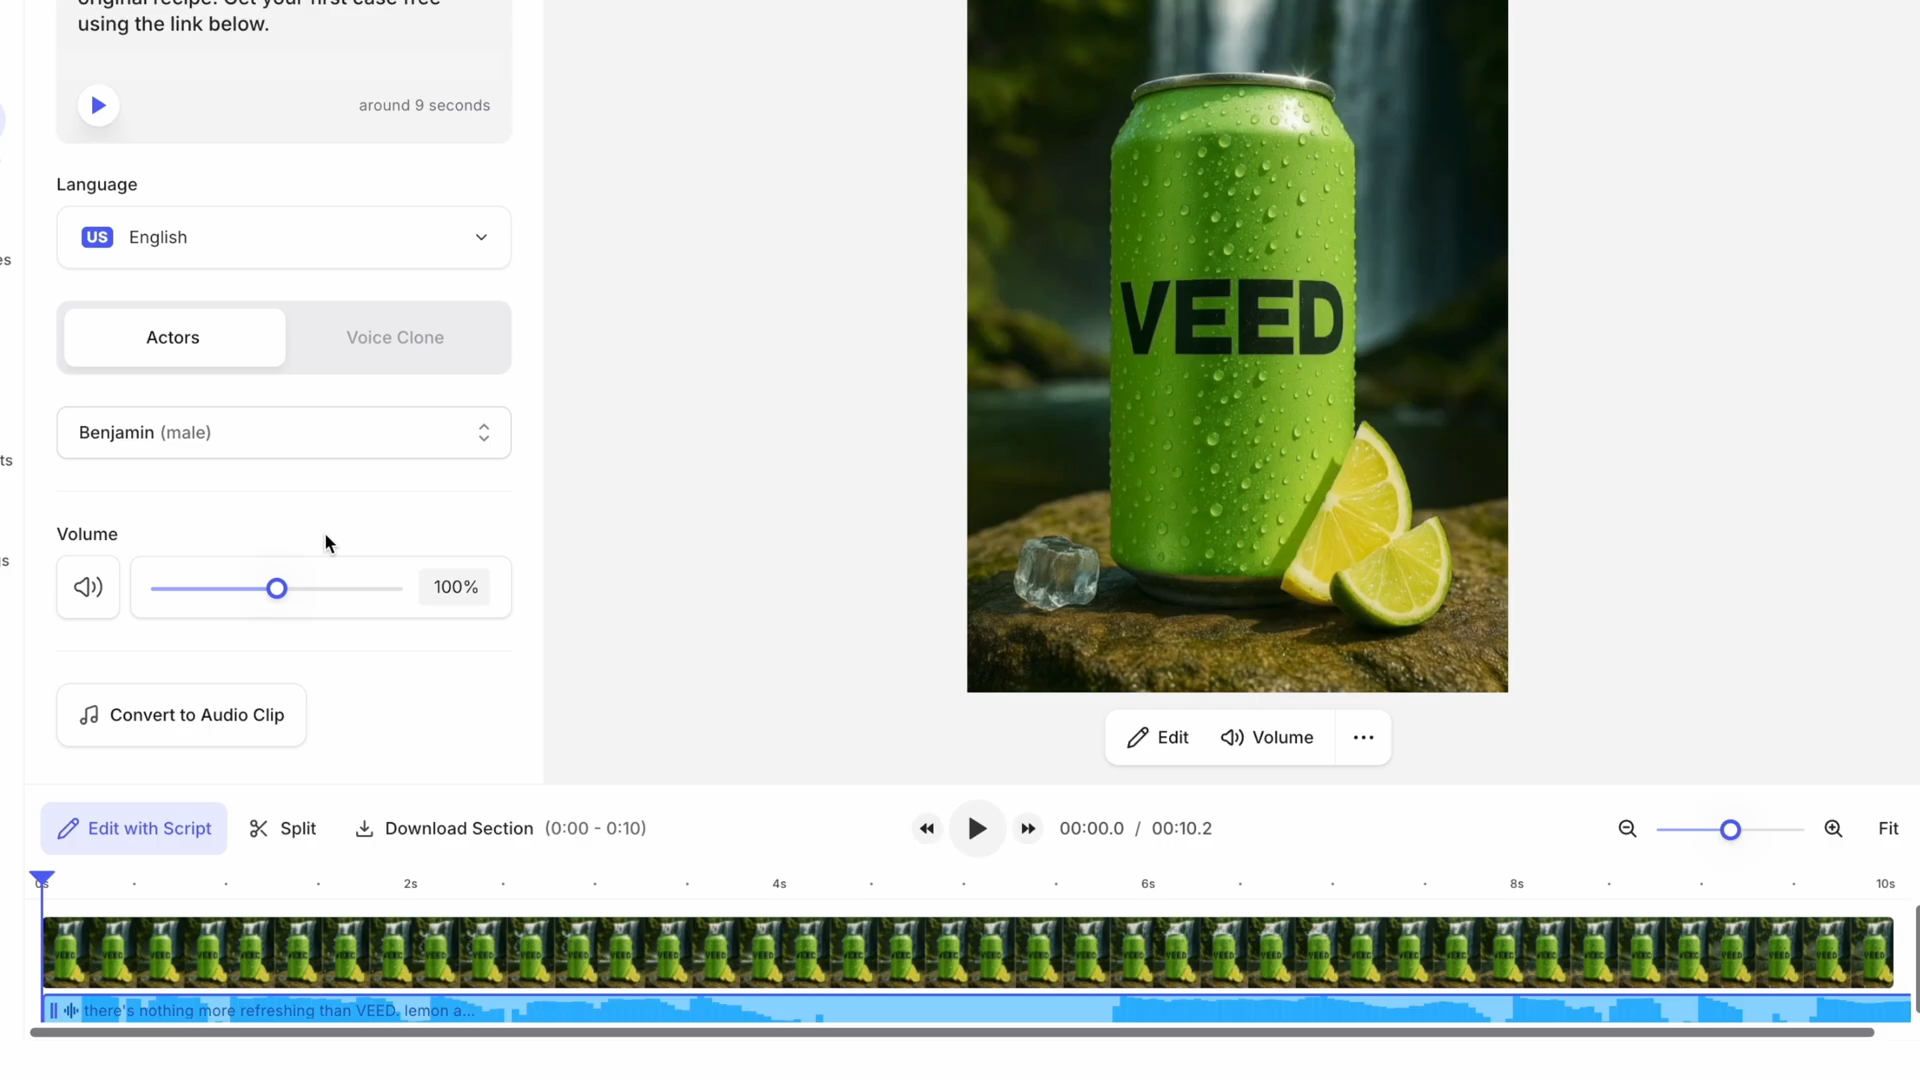 using the link below.
around 9 seconds
Language
US English
Actors
Voice Clone
Benjamin (male)
Volume
100%
Convert to Audio Clip
VEED
Edit
Volume
Edit with Script
Split
Download Section (0:00 - 0:10)
00:00.0 / 00:10.2
Fit
2s
4s
6s
8s
10s
there's nothing more refreshing than VEED. lemon a...